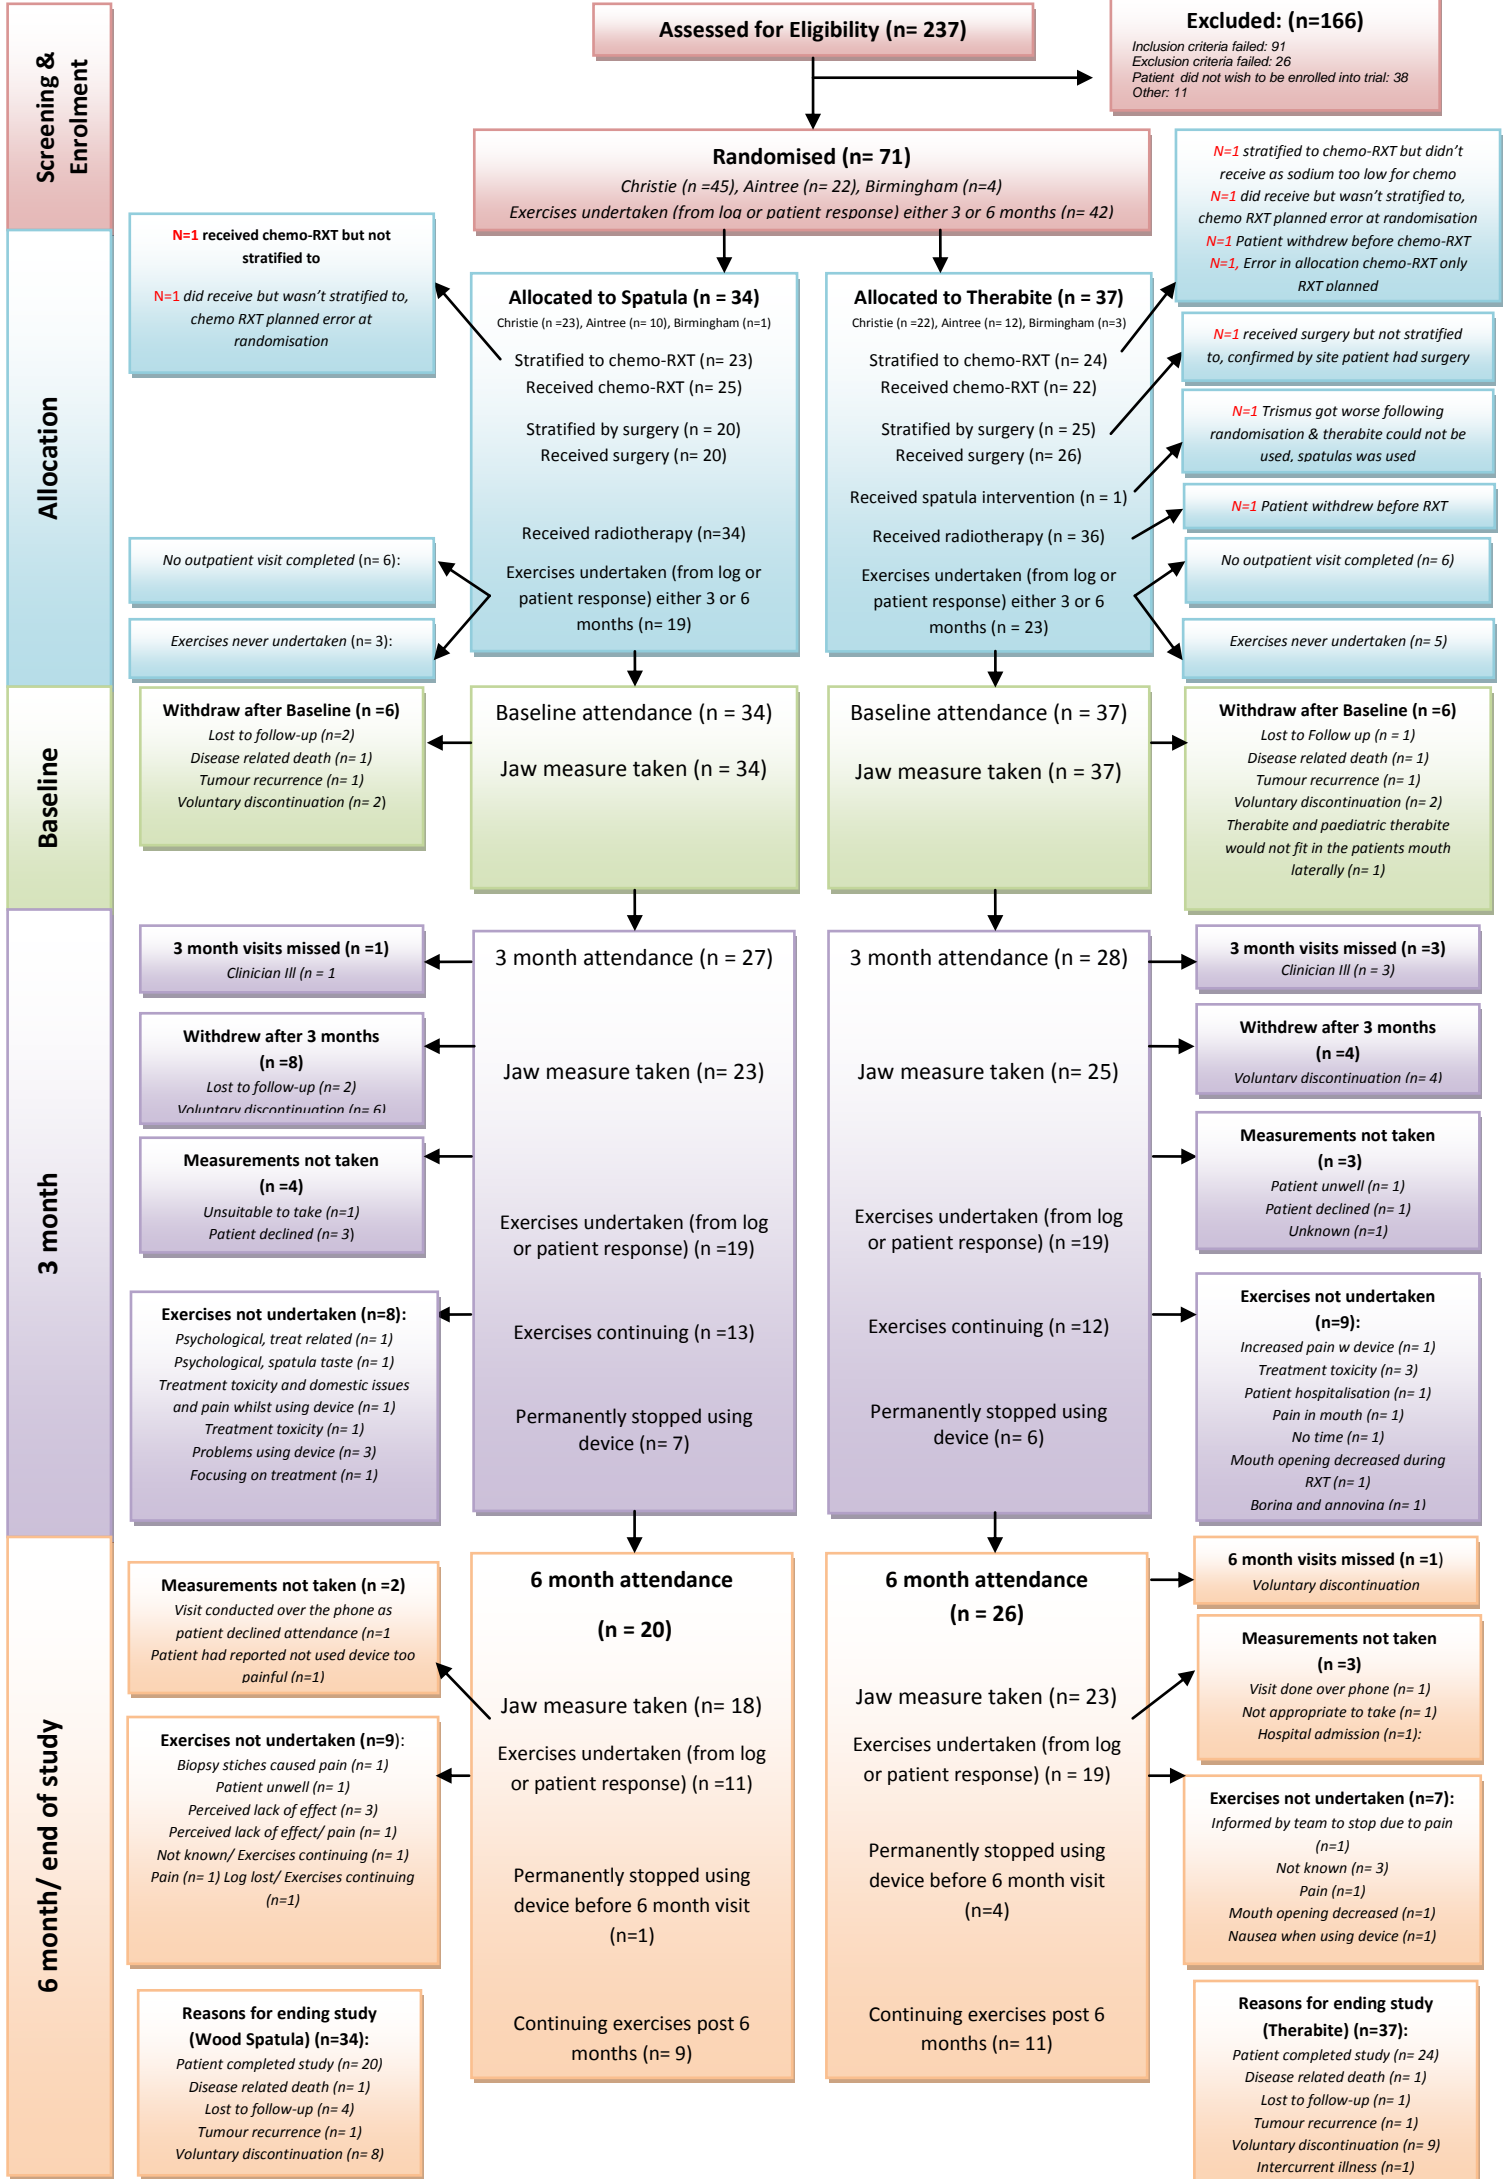 Screening &
Enrolment
Assessed for Eligibility (n= 237)
Excluded: (n=166)
Inclusion criteria failed: 91
Exclusion criteria failed: 26
Patient did not wish to be enrolled into trial: 38
Other: 11
Randomised (n= 71)
Christie (n =45), Aintree (n= 22), Birmingham (n=4)
Exercises undertaken (from log or patient response) either 3 or 6 months (n= 42)
Allocation
N=1 received chemo-RXT but not
stratified to
N=1 did receive but wasn't stratified to,
chemo RXT planned error at
randomisation
No outpatient visit completed (n= 6):
Exercises never undertaken (n= 3):
Allocated to Spatula (n = 34)
Christie (n =23), Aintree (n= 10), Birmingham (n=1)
Stratified to chemo-RXT (n= 23)
Received chemo-RXT (n= 25)
Stratified by surgery (n= 20)
Received surgery (n= 20)
Received radiotherapy (n=34)
Exercises undertaken (from log or
patient response) either 3 or 6
months (n= 19)
Allocated to Therabite (n = 37)
Christie (n =22), Aintree (n= 12), Birmingham (n=3)
Stratified to chemo-RXT (n= 24)
Received chemo-RXT (n= 22)
Stratified by surgery (n = 25)
Received surgery (n= 26)
Received spatula intervention (n = 1)
Received radiotherapy (n = 36)
Exercises undertaken (from log or
patient response) either 3 or 6
months (n = 23)
N=1 stratified to chemo-RXT but didn't
receive as sodium too low for chemo
N=1 did receive but wasn't stratified to,
chemo RXT planned error at randomisation
N=1 Patient withdrew before chemo-RXT
N=1, Error in allocation chemo-RXT only
RXT planned
N=1 received surgery but not stratified
to, confirmed by site patient had surgery
N=1 Trismus got worse following
randomisation & therabite could not be
used, spatulas was used
N=1 Patient withdrew before RXT
No outpatient visit completed (n= 6)
Exercises never undertaken (n= 5)
Baseline
Withdraw after Baseline (n =6)
Lost to follow-up (n=2)
Disease related death (n= 1)
Tumour recurrence (n= 1)
Voluntary discontinuation (n= 2)
Baseline attendance (n = 34)
Jaw measure taken (n = 34)
Baseline attendance (n = 37)
Jaw measure taken (n = 37)
Withdraw after Baseline (n =6)
Lost to Follow up (n = 1)
Disease related death (n= 1)
Tumour recurrence (n= 1)
Voluntary discontinuation (n= 2)
Therabite and paediatric therabite
would not fit in the patients mouth
laterally (n= 1)
3 month
3 month visits missed (n =1)
Clinician Ill (n = 1
Withdrew after 3 months
(n =8)
Lost to follow-up (n= 2)
Voluntary discontinuation (n= 6)
Measurements not taken
(n =4)
Unsuitable to take (n=1)
Patient declined (n= 3)
Exercises not undertaken (n=8):
Psychological, treat related (n= 1)
Psychological, spatula taste (n= 1)
Treatment toxicity and domestic issues
and pain whilst using device (n= 1)
Treatment toxicity (n= 1)
Problems using device (n= 3)
Focusing on treatment (n= 1)
3 month attendance (n = 27)
Jaw measure taken (n= 23)
Exercises undertaken (from log
or patient response) (n =19)
Exercises continuing (n =13)
Permanently stopped using
device (n= 7)
3 month attendance (n = 28)
Jaw measure taken (n= 25)
Exercises undertaken (from log
or patient response) (n =19)
Exercises continuing (n =12)
Permanently stopped using
device (n= 6)
3 month visits missed (n =3)
Clinician Ill (n = 3)
Withdrew after 3 months
(n =4)
Voluntary discontinuation (n= 4)
Measurements not taken
(n =3)
Patient unwell (n= 1)
Patient declined (n= 1)
Unknown (n=1)
Exercises not undertaken
(n=9):
Increased pain w device (n= 1)
Treatment toxicity (n= 3)
Patient hospitalisation (n= 1)
Pain in mouth (n= 1)
No time (n= 1)
Mouth opening decreased during
RXT (n= 1)
Boring and annoying (n= 1)
6 month/ end of study
Measurements not taken (n =2)
Visit conducted over the phone as
patient declined attendance (n=1
Patient had reported not used device too
painful (n=1)
Exercises not undertaken (n=9):
Biopsy stiches caused pain (n= 1)
Patient unwell (n= 1)
Perceived lack of effect (n= 3)
Perceived lack of effect/ pain (n= 1)
Not known/ Exercises continuing (n= 1)
Pain (n= 1) Log lost/ Exercises continuing
(n=1)
Reasons for ending study
(Wood Spatula) (n=34):
Patient completed study (n= 20)
Disease related death (n= 1)
Lost to follow-up (n= 4)
Tumour recurrence (n= 1)
Voluntary discontinuation (n= 8)
6 month attendance
(n = 20)
Jaw measure taken (n= 18)
Exercises undertaken (from log
or patient response) (n =11)
Permanently stopped using
device before 6 month visit
(n=1)
Continuing exercises post 6
months (n= 9)
6 month attendance
(n = 26)
Jaw measure taken (n= 23)
Exercises undertaken (from log
or patient response) (n = 19)
Permanently stopped using
device before 6 month visit
(n=4)
Continuing exercises post 6
months (n= 11)
6 month visits missed (n =1)
Voluntary discontinuation
Measurements not taken
(n =3)
Visit done over phone (n= 1)
Not appropriate to take (n= 1)
Hospital admission (n=1):
Exercises not undertaken (n=7):
Informed by team to stop due to pain
(n=1)
Not known (n= 3)
Pain (n=1)
Mouth opening decreased (n=1)
Nausea when using device (n=1)
Reasons for ending study
(Therabite) (n=37):
Patient completed study (n= 24)
Disease related death (n= 1)
Lost to follow-up (n= 1)
Tumour recurrence (n= 1)
Voluntary discontinuation (n= 9)
Intercurrent illness (n=1)